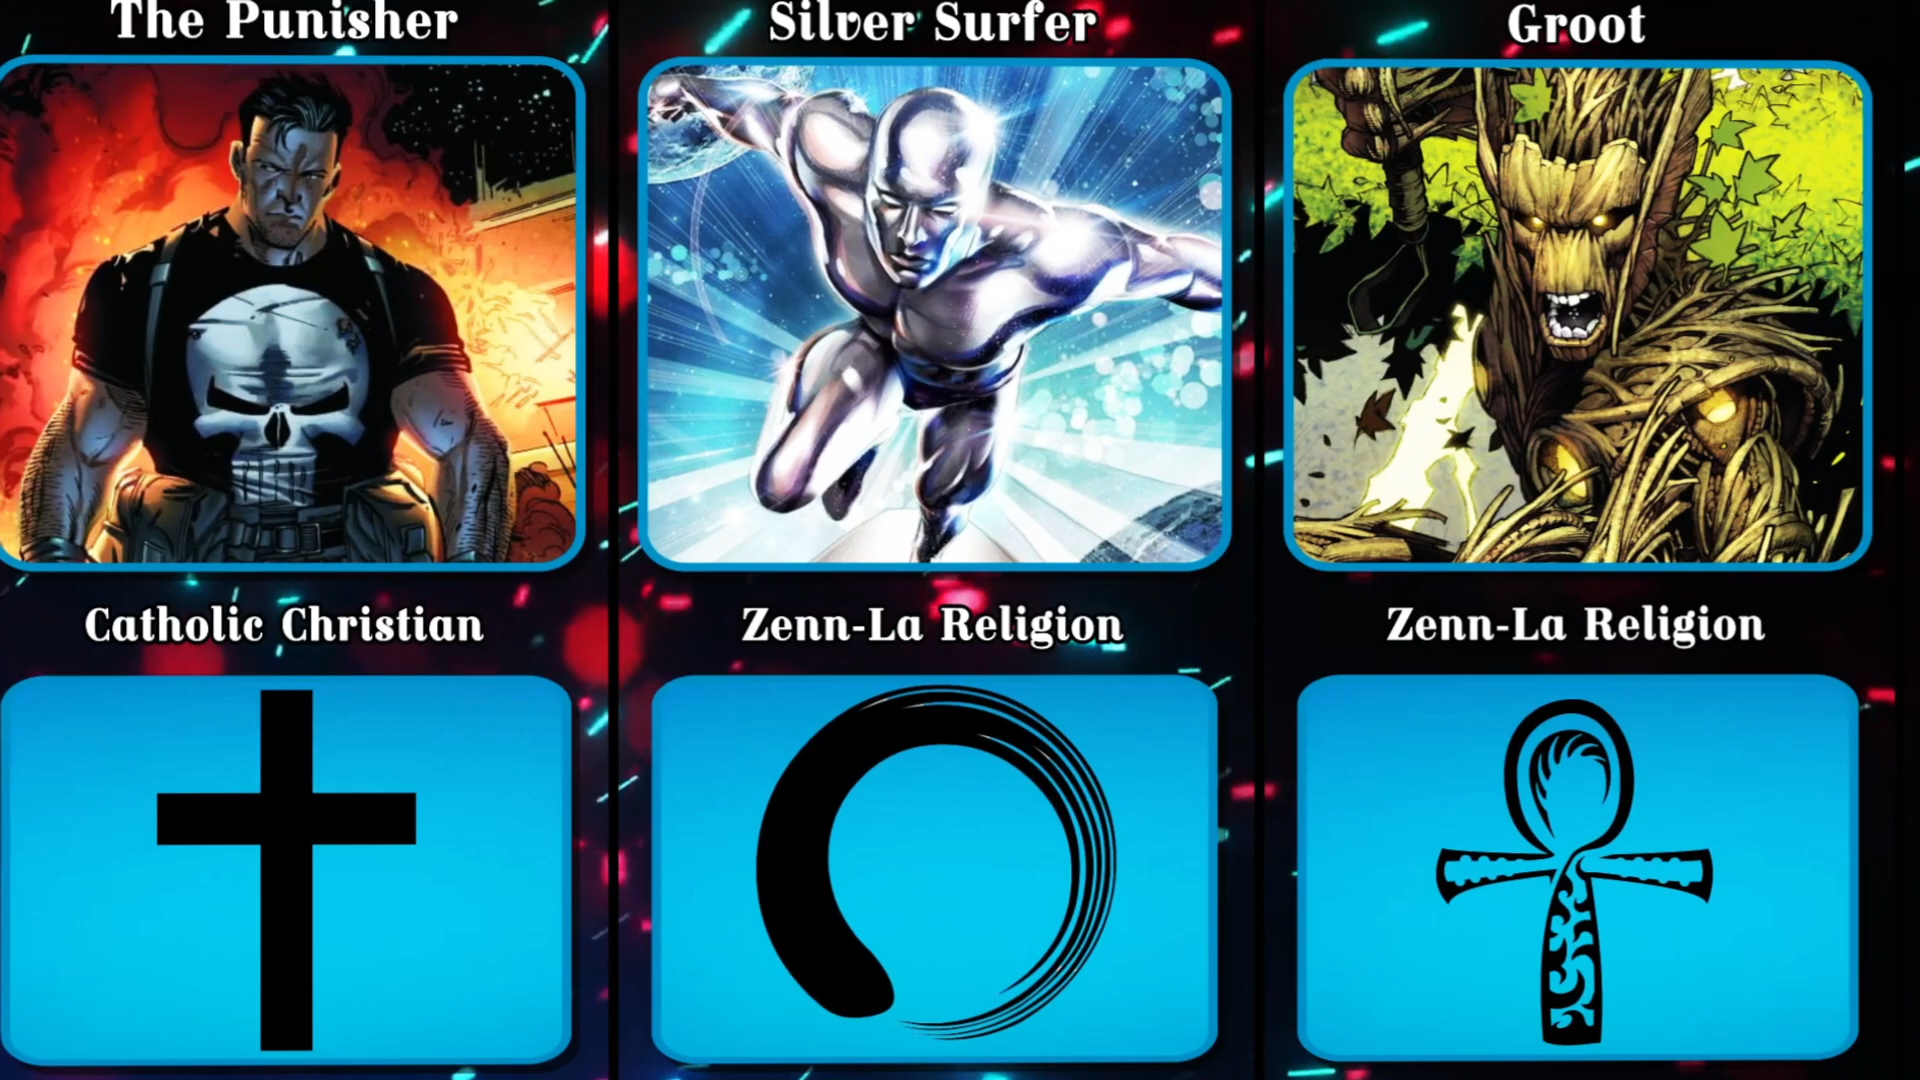 The Punisher
Silver Surfer
Groot
Catholic Christian
Zenn-La Religion
Zenn-La Religion